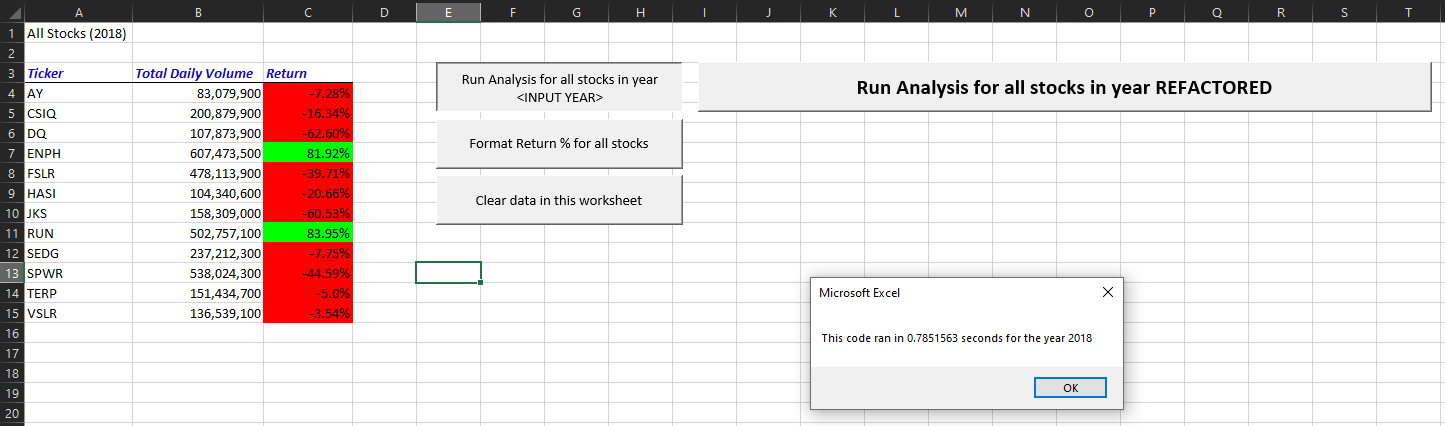 A B C D E F G H I J K L M N O P Q R S T
1 All Stocks (2018)
2
3 Ticker Total Daily Volume Return
4 AY 83,079,900 -7.28%
5 CSIQ 200,879,900 -16.34%
6 DQ 107,873,900 -62.60%
7 ENPH 607,473,500 81.92%
8 FSLR 478,113,900 -39.71%
9 HASI 104,340,600 -20.66%
10 JKS 158,309,000 -60.53%
11 RUN 502,757,100 83.95%
12 SEDG 237,212,300 -7.75%
13 SPWR 538,024,300 -44.59%
14 TERP 151,434,700 -5.0%
15 VSLR 136,539,100 -3.54%
16
17
18
19
20
Run Analysis for all stocks in year
<INPUT YEAR>
Run Analysis for all stocks in year REFACTORED
Format Return % for all stocks
Clear data in this worksheet
Microsoft Excel
This code ran in 0.7851563 seconds for the year 2018
OK